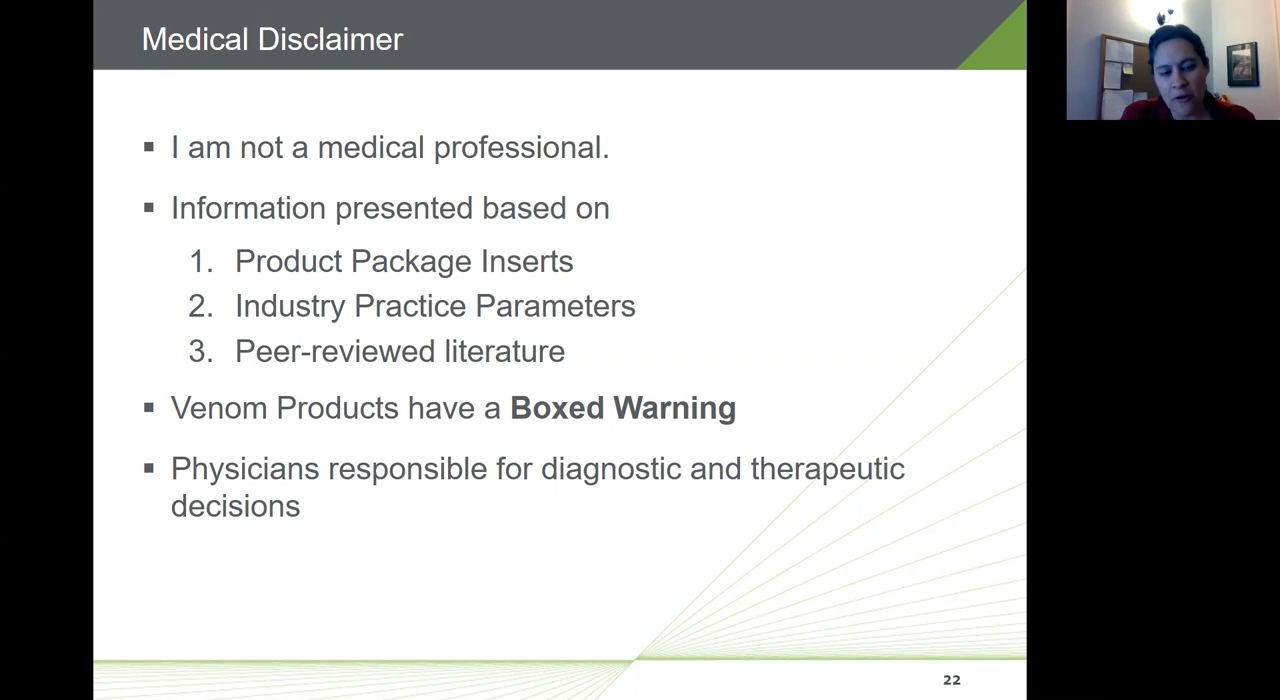 Medical Disclaimer
▪ I am not a medical professional.
▪ Information presented based on
1. Product Package Inserts
2. Industry Practice Parameters
3. Peer-reviewed literature
▪ Venom Products have a Boxed Warning
▪ Physicians responsible for diagnostic and therapeutic
decisions
22